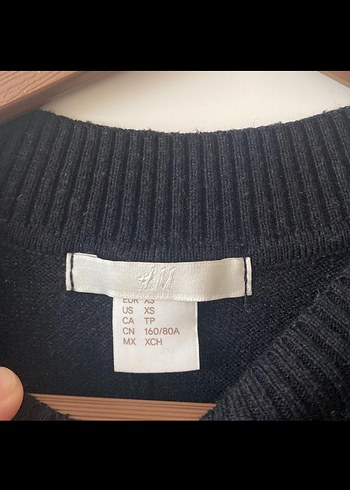 H&M
EUR XS
US XS
CA TP
CN 160/80A
MX XCH